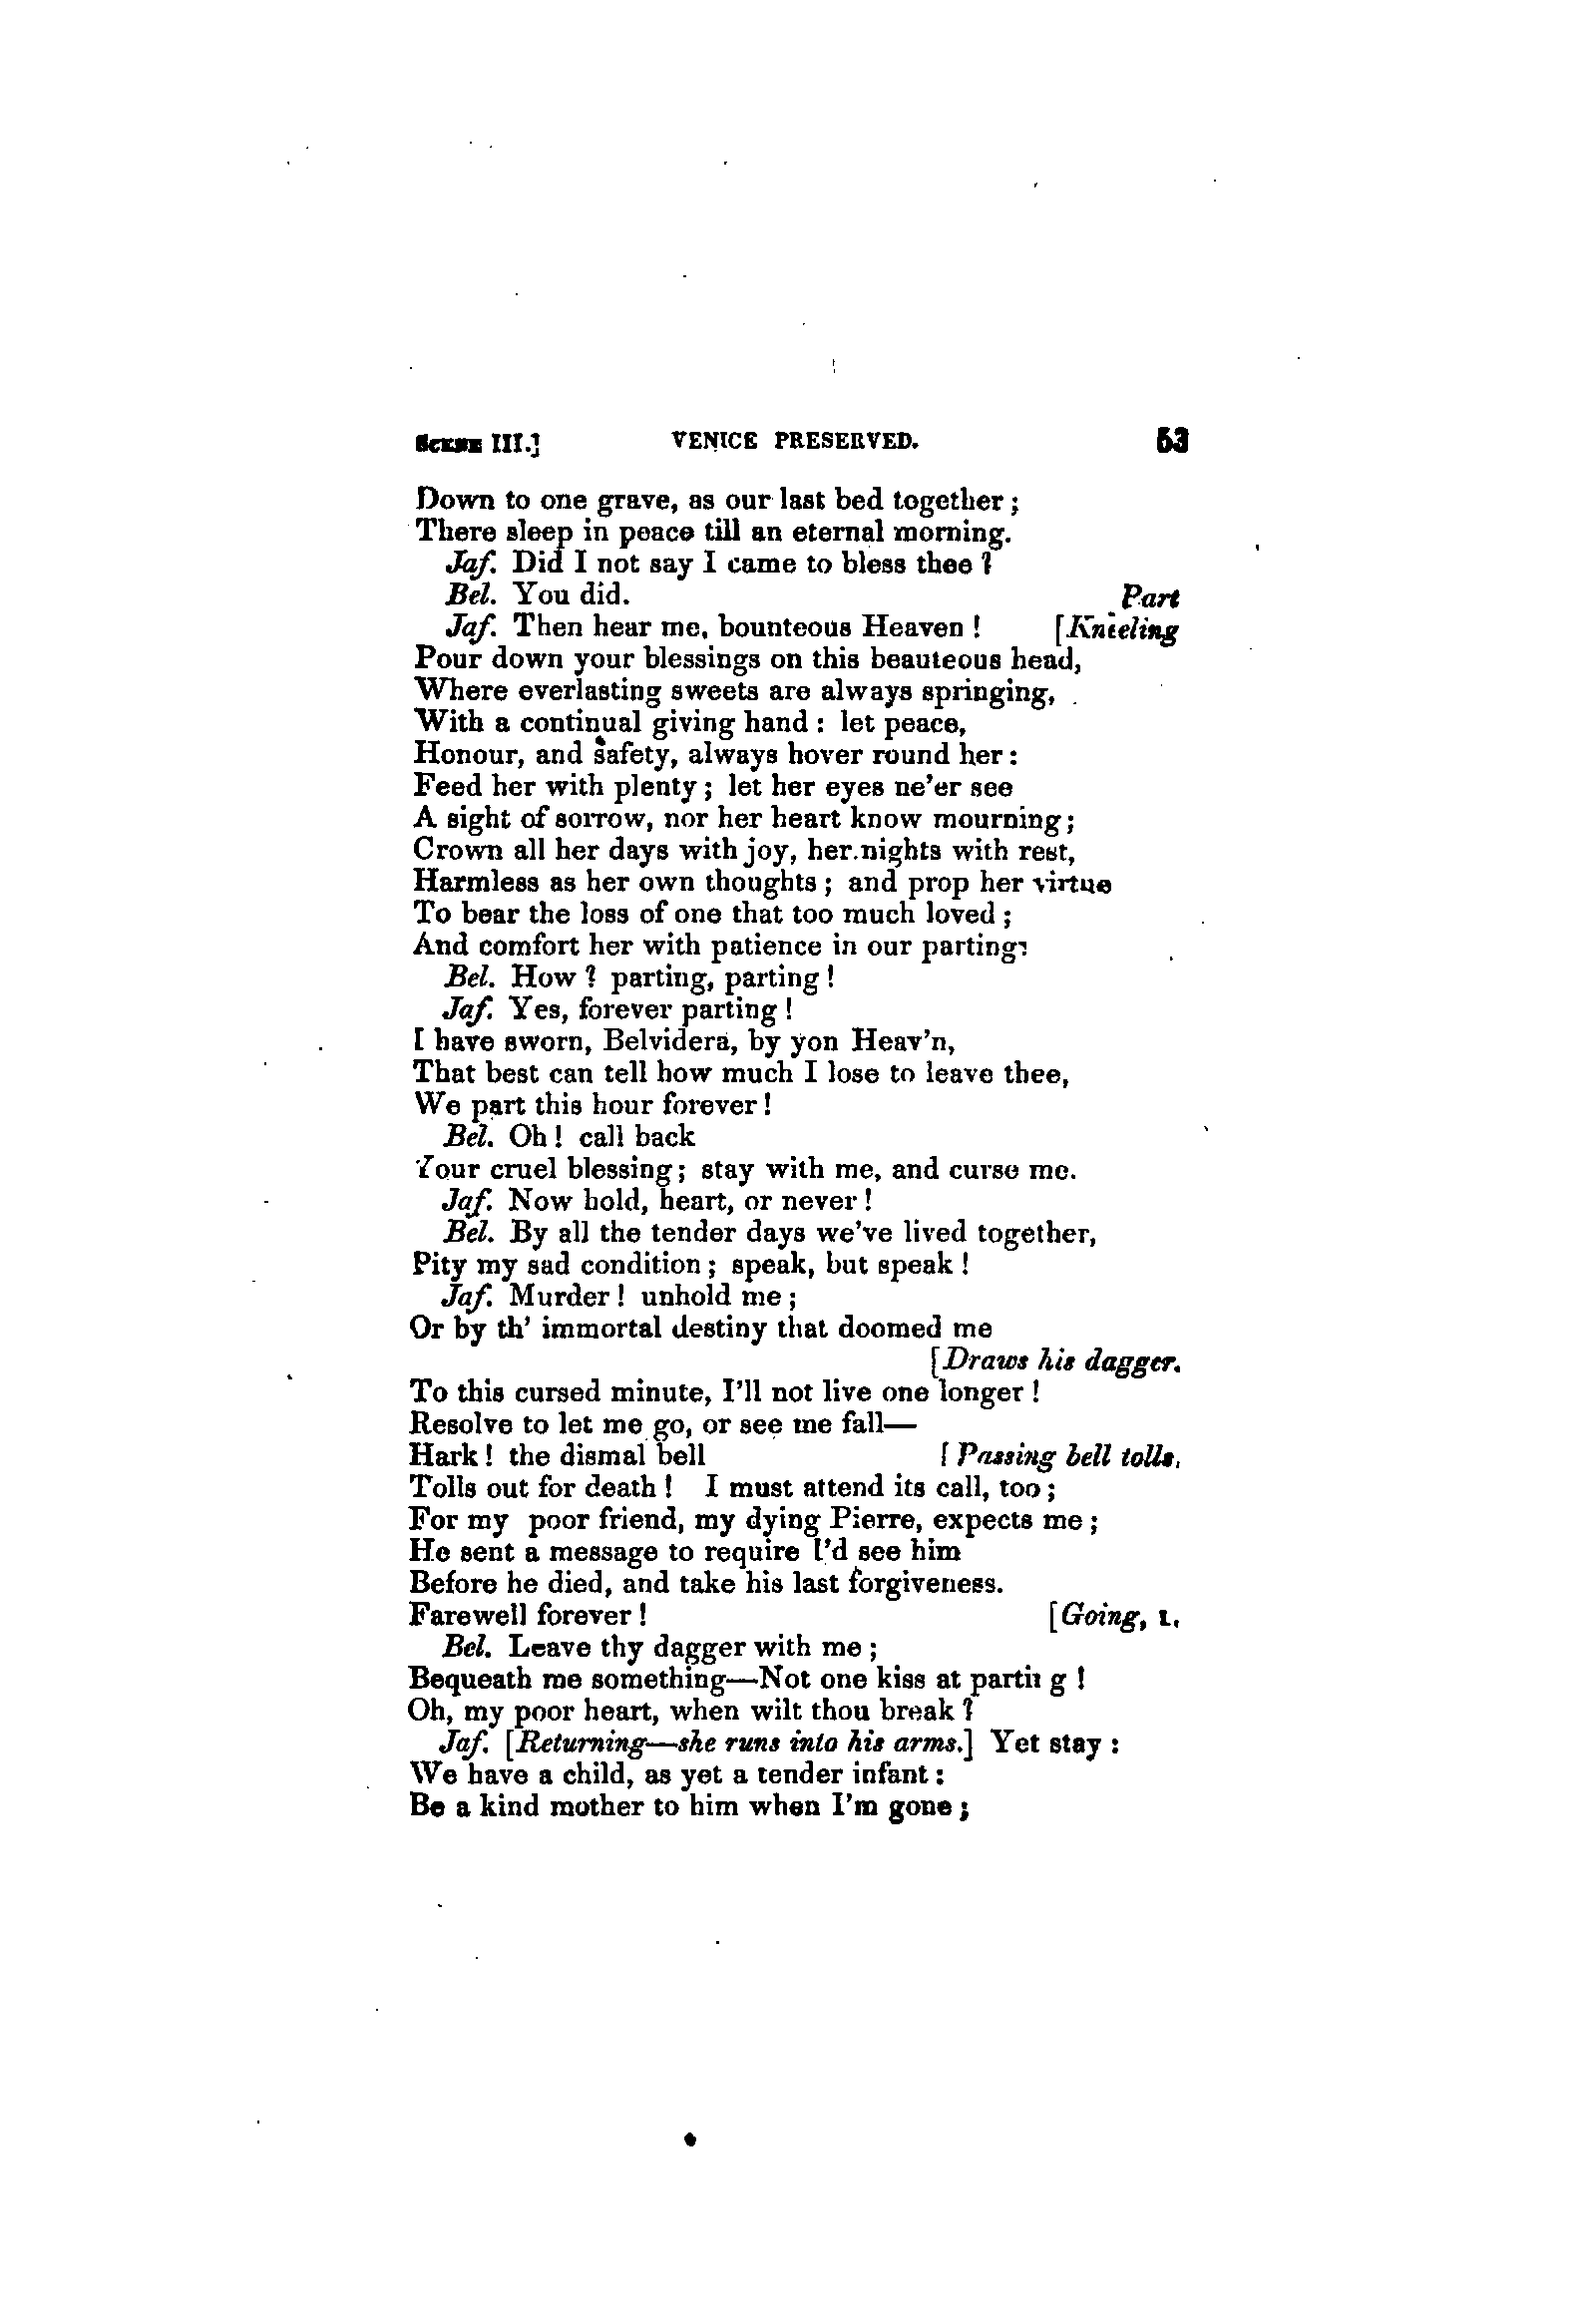 SCENE III.] VENICE PRESERVED. 53
Down to one grave, as our last bed together;
There sleep in peace till an eternal morning.
Jaf. Did I not say I came to bless thee?
Bel. You did. Part
Jaf. Then hear me, bounteous Heaven! [Kneeling
Pour down your blessings on this beauteous head,
Where everlasting sweets are always springing,
With a continual giving hand: let peace,
Honour, and safety, always hover round her:
Feed her with plenty; let her eyes ne'er see
A sight of sorrow, nor her heart know mourning;
Crown all her days with joy, her nights with rest,
Harmless as her own thoughts; and prop her virtue
To bear the loss of one that too much loved;
And comfort her with patience in our parting:
Bel. How? parting, parting!
Jaf. Yes, forever parting!
I have sworn, Belvidera, by yon Heav'n,
That best can tell how much I lose to leave thee,
We part this hour forever!
Bel. Oh! call back
Your cruel blessing; stay with me, and curse me.
Jaf. Now hold, heart, or never!
Bel. By all the tender days we've lived together,
Pity my sad condition; speak, but speak!
Jaf. Murder! unhold me;
Or by th' immortal destiny that doomed me
[Draws his dagger.
To this cursed minute, I'll not live one longer!
Resolve to let me go, or see me fall—
Hark! the dismal bell [Passing bell tolls.
Tolls out for death! I must attend its call, too;
For my poor friend, my dying Pierre, expects me;
He sent a message to require I'd see him
Before he died, and take his last forgiveness.
Farewell forever! [Going, L.
Bel. Leave thy dagger with me;
Bequeath me something—Not one kiss at parting!
Oh, my poor heart, when wilt thou break?
Jaf. [Returning—she runs into his arms.] Yet stay:
We have a child, as yet a tender infant:
Be a kind mother to him when I'm gone;